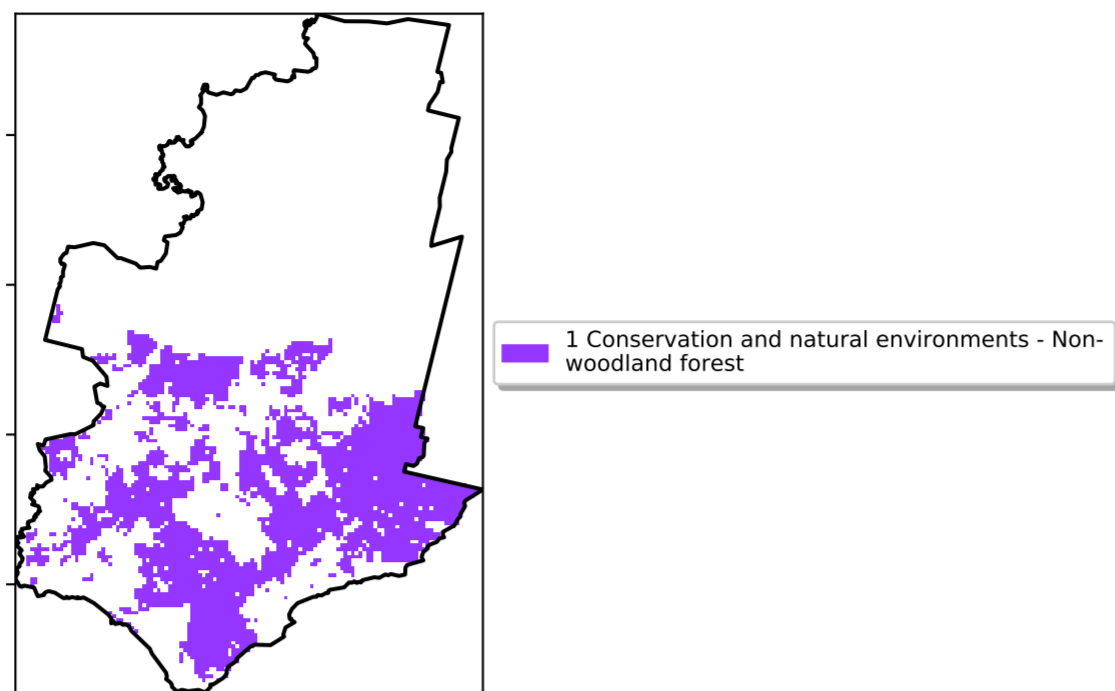 1 Conservation and natural environments - Non-
woodland forest